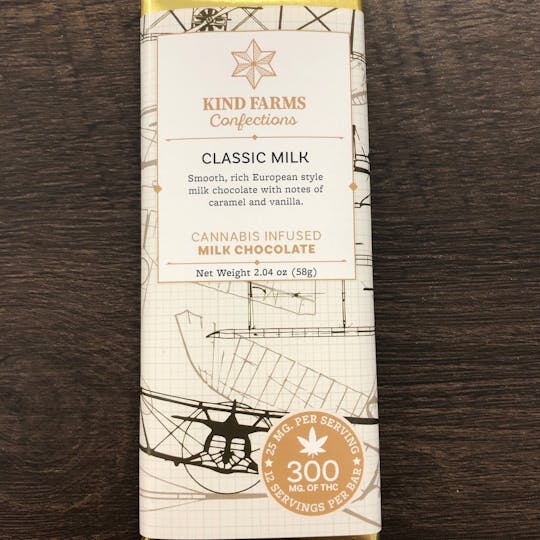 KIND FARMS
Confections
CLASSIC MILK
Smooth, rich European style
milk chocolate with notes of
caramel and vanilla.
CANNABIS INFUSED
MILK CHOCOLATE
Net Weight 2.04 oz (58g)
25 MG. PER SERVING
300
MG. OF THC
12 SERVINGS PER BAR